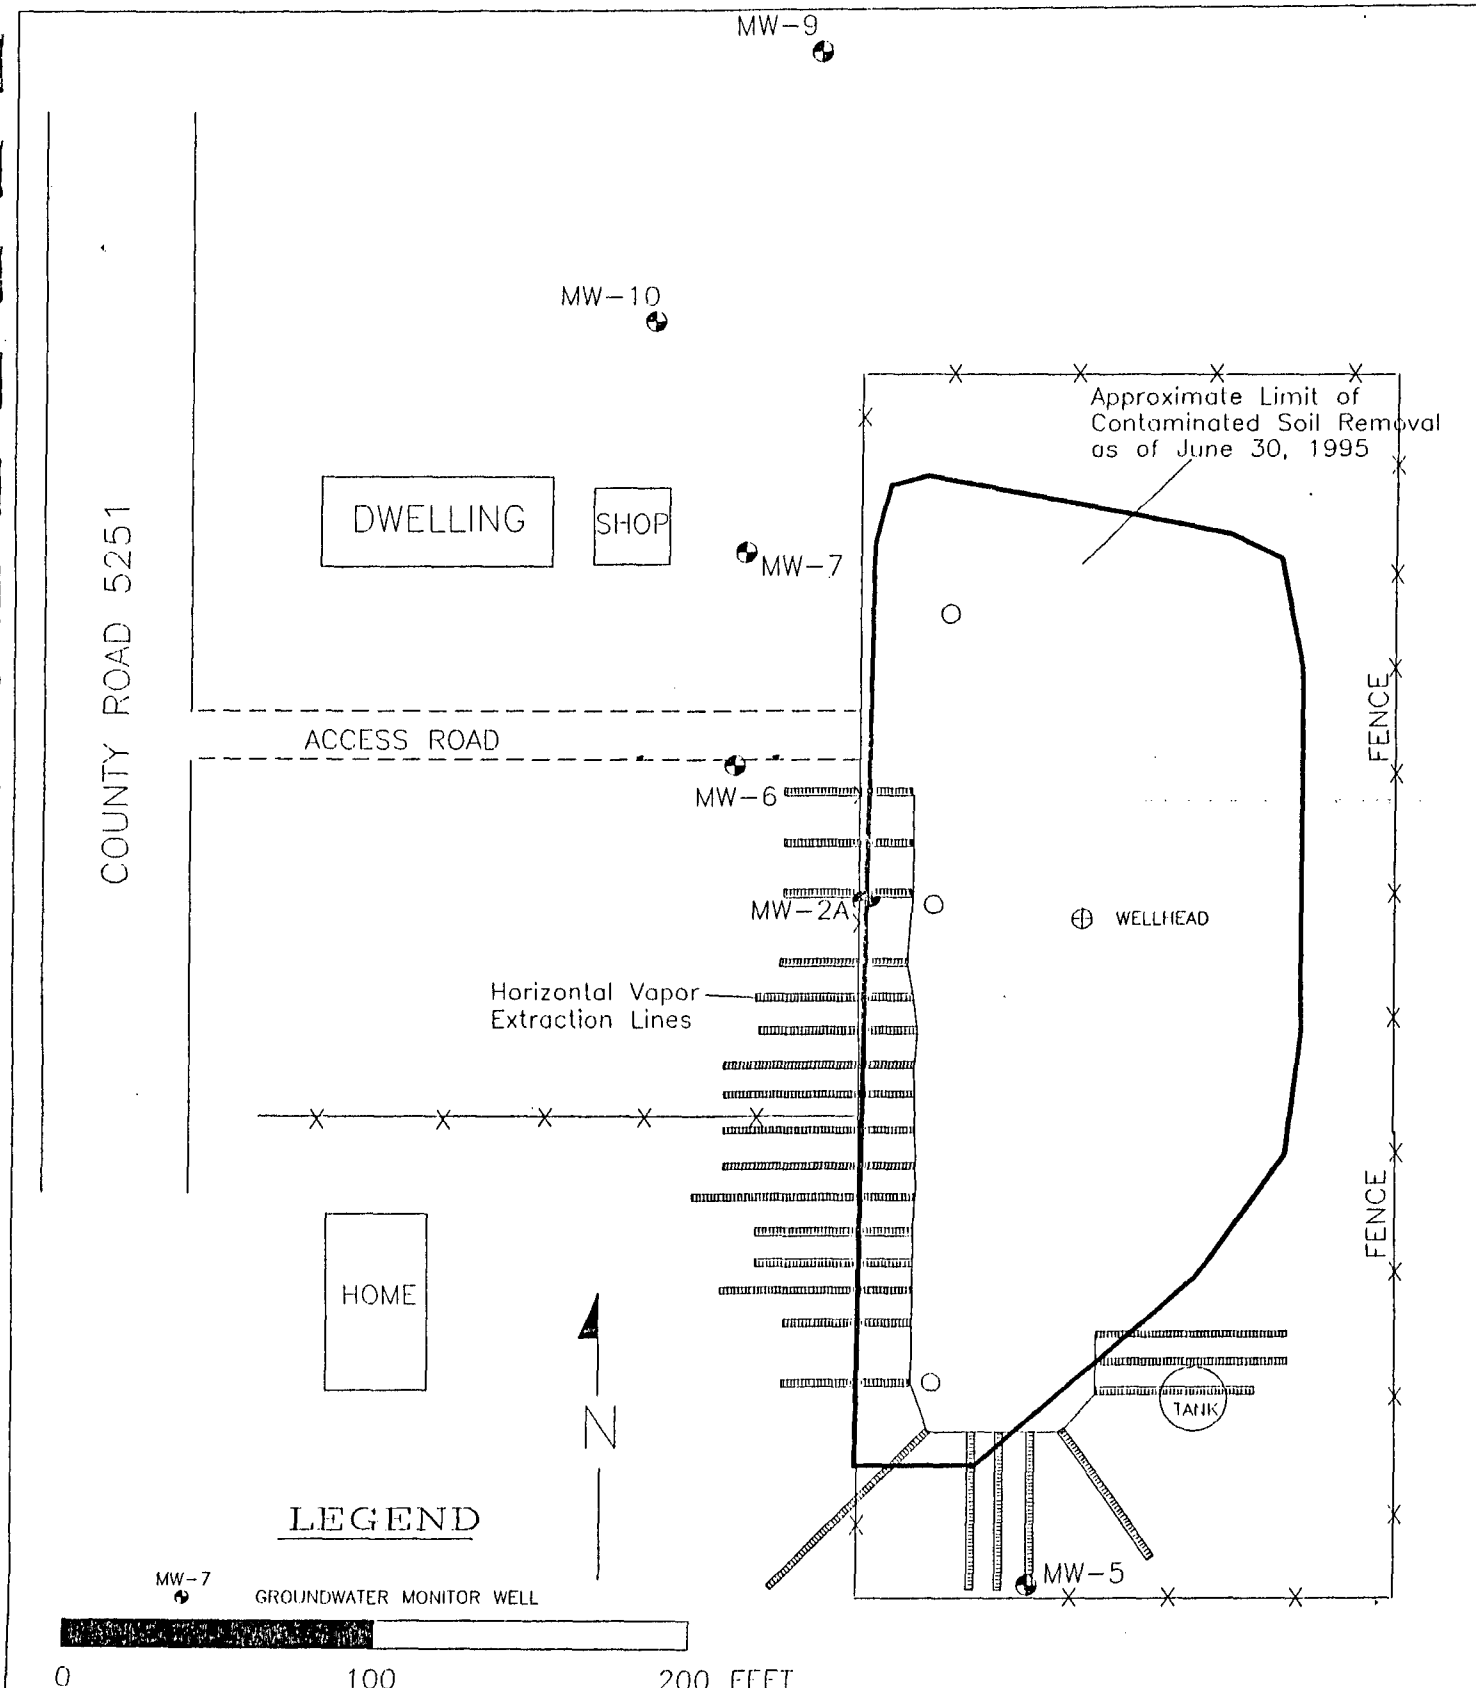 MW-9
MW-10
Approximate Limit of
Contaminated Soil Removal
as of June 30, 1995
DWELLING
SHOP
MW-7
COUNTY ROAD 5251
FENCE
ACCESS ROAD
MW-6
MW-2A
WELLHEAD
Horizontal Vapor
Extraction Lines
FENCE
HOME
TANK
N
LEGEND
MW-5
MW-7
GROUNDWATER MONITOR WELL
0 100 200 FEET